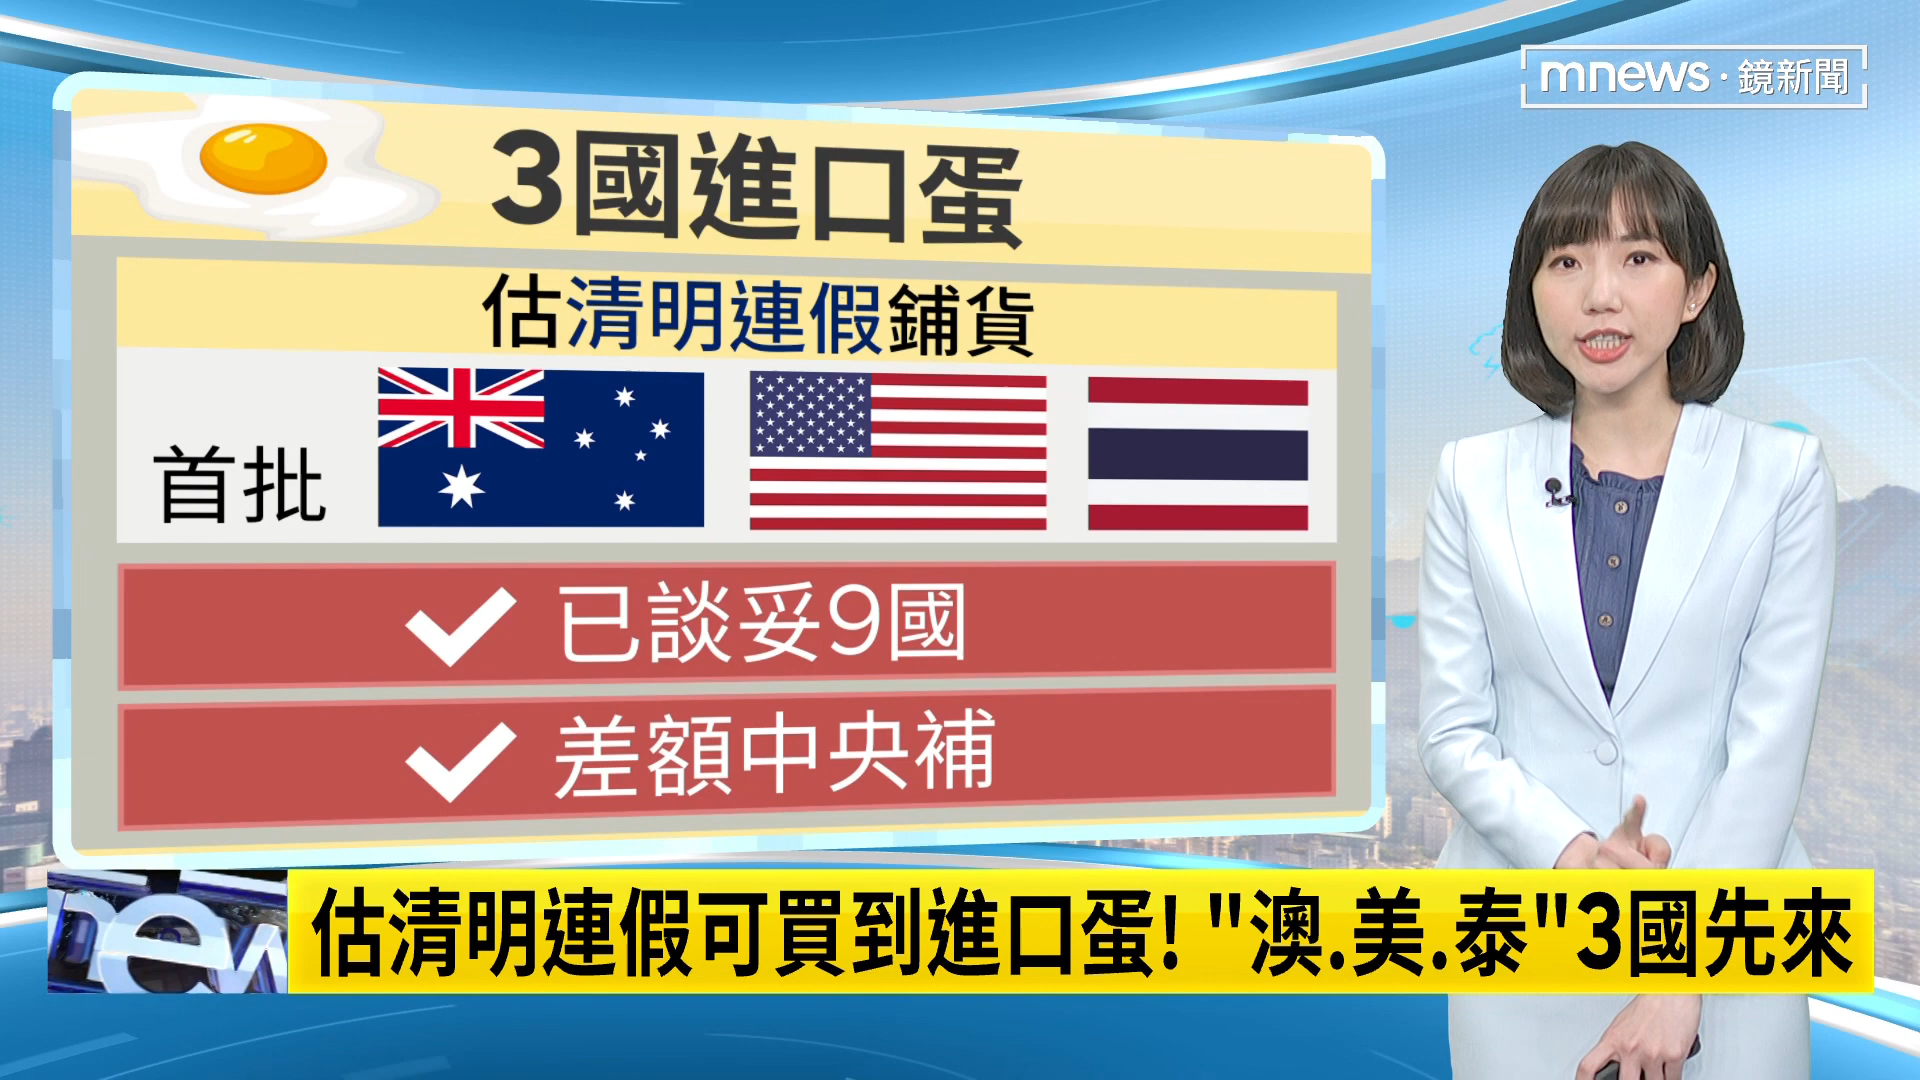 mnews·鏡新聞
3國進口蛋
估清明連假鋪貨
首批
已談妥9國
差額中央補
new
估清明連假可買到進口蛋! "澳.美.泰"3國先來